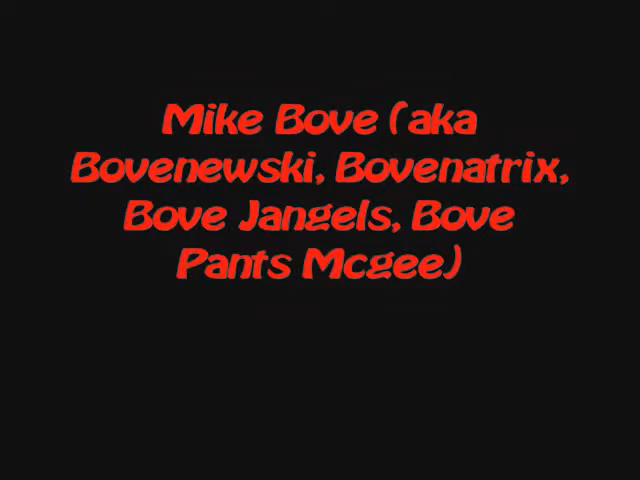 Mike Bove (aka
Bovenewski, Bovenatrix,
Bove Jangels, Bove
Pants Mcgee)